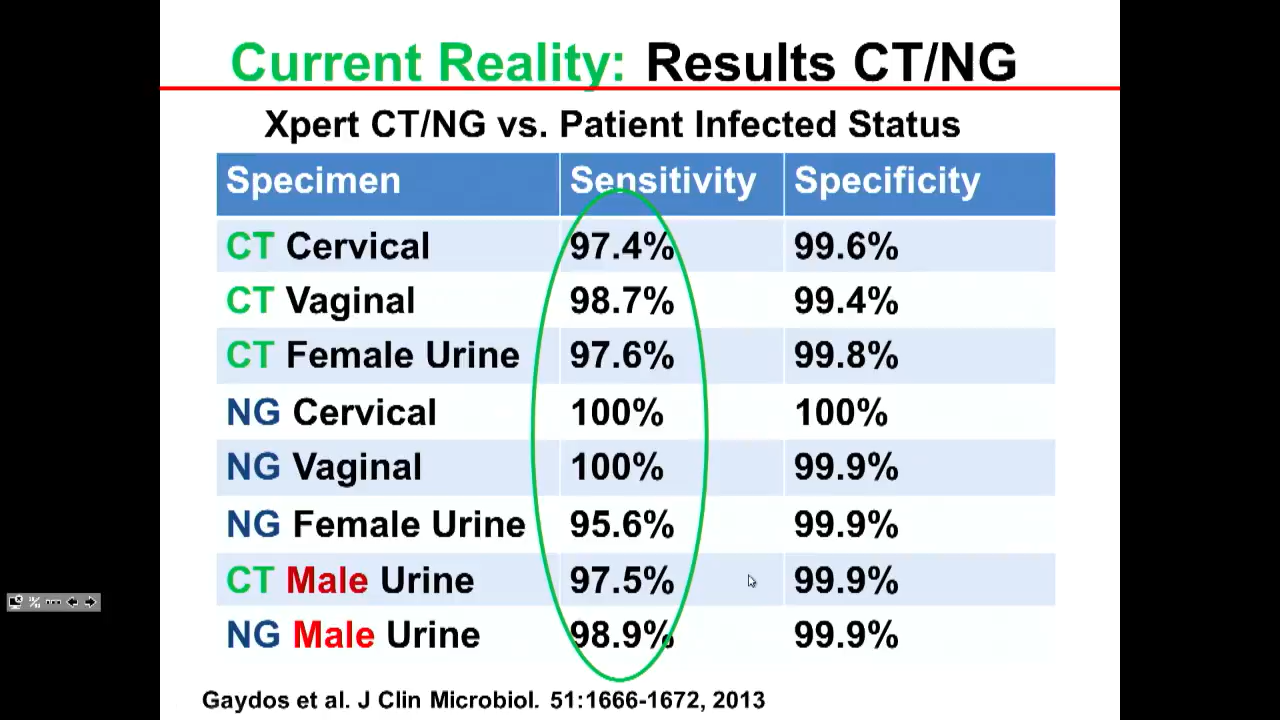 Current Reality: Results CT/NG
Xpert CT/NG vs. Patient Infected Status
Specimen Sensitivity Specificity
CT Cervical 97.4% 99.6%
CT Vaginal 98.7% 99.4%
CT Female Urine 97.6% 99.8%
NG Cervical 100% 100%
NG Vaginal 100% 99.9%
NG Female Urine 95.6% 99.9%
CT Male Urine 97.5% 99.9%
NG Male Urine 98.9% 99.9%
Gaydos et al. J Clin Microbiol. 51:1666-1672, 2013